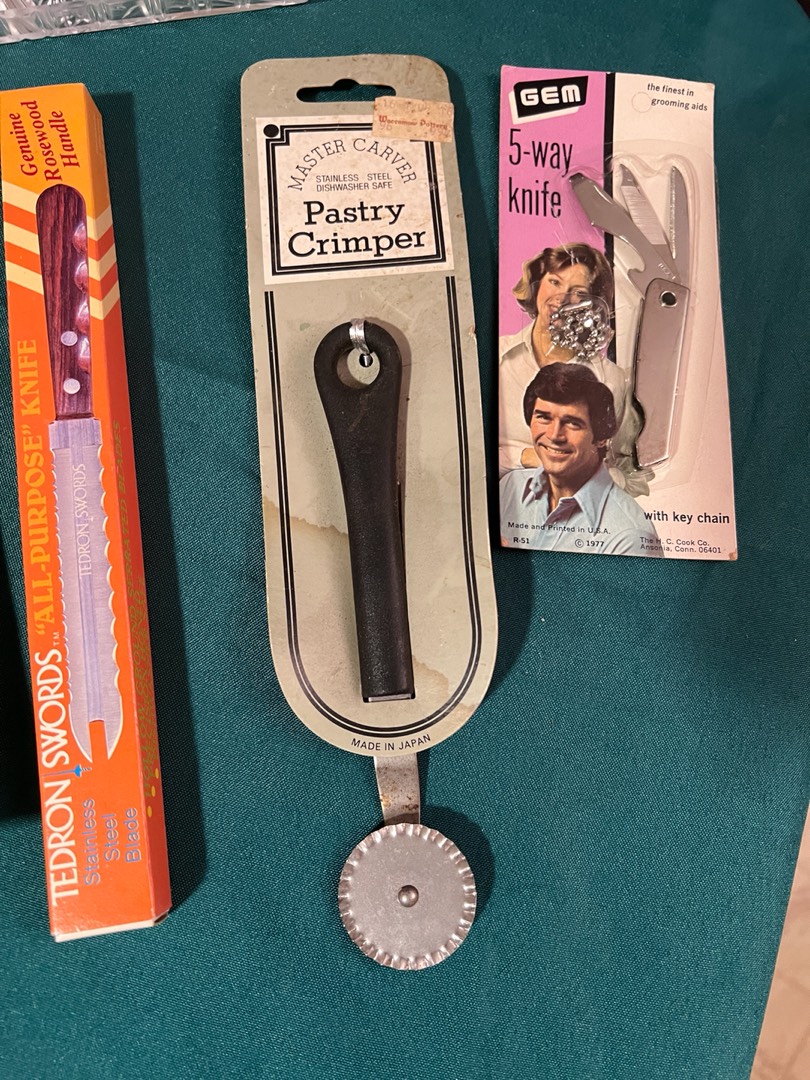 Genuine
Rosewood
Handle
TEDRON SWORDS™ "ALL-PURPOSE" KNIFE
TEDRON SWORDS
Stainless
Steel
Blade
MASTER CARVER
STAINLESS STEEL
DISHWASHER SAFE
Pastry
Crimper
MADE IN JAPAN
GEM
the finest in
grooming aids
5-way
knife
with key chain
Made and Printed in U.S.A.
R-51
© 1977
The H. C. Cook Co.
Ansonia, Conn. 06401